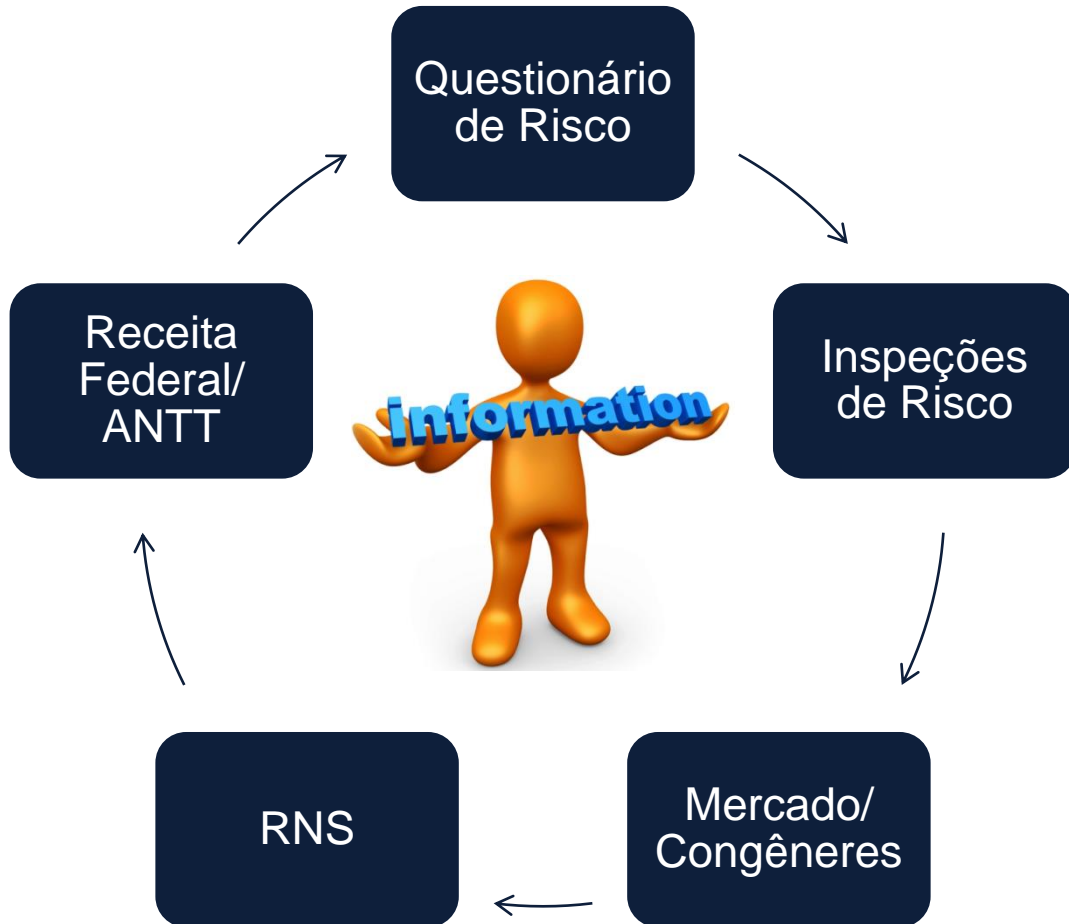 Questionário
de Risco
Receita
Federal/
ANTT
Inspeções
de Risco
information
RNS
Mercado/
Congêneres